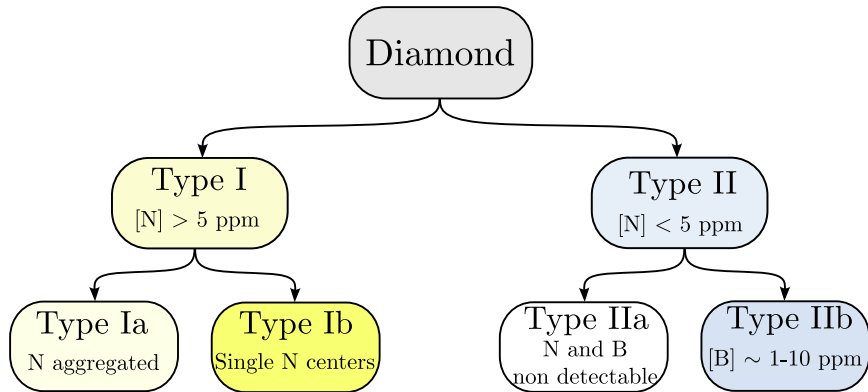 Diamond
Type I
[N] > 5 ppm
Type II
[N] < 5 ppm
Type Ia
N aggregated
Type Ib
Single N centers
Type IIa
N and B
non detectable
Type IIb
[B] ∼ 1-10 ppm